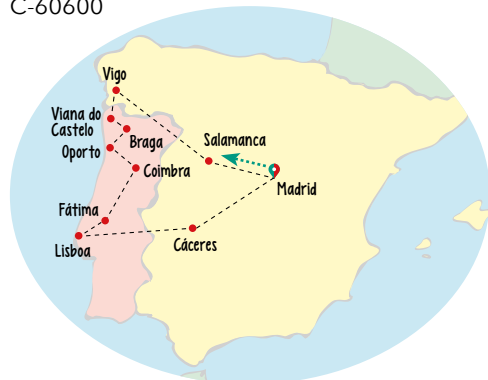 C-60600
Vigo
Viana do
Castelo
Braga
Oporto
Salamanca
Coimbra
Madrid
Fátima
Lisboa
Cáceres